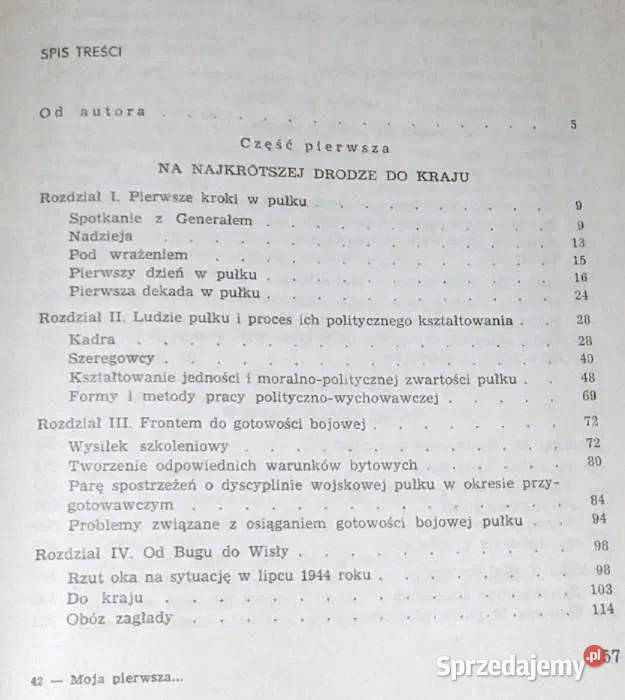 SPIS TREŚCI
Od autora . . . . . . . . . . . . . . . 5
Część pierwsza
NA NAJKRÓTSZEJ DRODZE DO KRAJU
Rozdział I. Pierwsze kroki w pułku . . . . . . . 9
Spotkanie z Generałem . . . . . . . . . 9
Nadzieja . . . . . . . . . . . . 13
Pod wrażeniem . . . . . . . . . . . 15
Pierwszy dzień w pułku . . . . . . . . . 16
Pierwsza dekada w pułku . . . . . . . . . 24
Rozdział II. Ludzie pułku i proces ich politycznego kształtowania . 28
Kadra . . . . . . . . . . . . . 28
Szeregowcy . . . . . . . . . . . . 40
Kształtowanie jedności i moralno-politycznej zwartości pułku . 48
Formy i metody pracy polityczno-wychowawczej . . . . 69
Rozdział III. Frontem do gotowości bojowej . . . . . . 72
Wysiłek szkoleniowy . . . . . . . . . . 72
Tworzenie odpowiednich warunków bytowych . . . . . 80
Parę spostrzeżeń o dyscyplinie wojskowej pułku w okresie przy-
gotowawczym . . . . . . . . . . . 84
Problemy związane z osiąganiem gotowości bojowej pułku . . 94
Rozdział IV. Od Bugu do Wisły . . . . . . . . 98
Rzut oka na sytuację w lipcu 1944 roku . . . . . . 98
Do kraju . . . . . . . . . . . . 103
Obóz zagłady . . . . . . . . . . . 114
42 — Moja pierwsza...
57
Sprzedajemy.pl